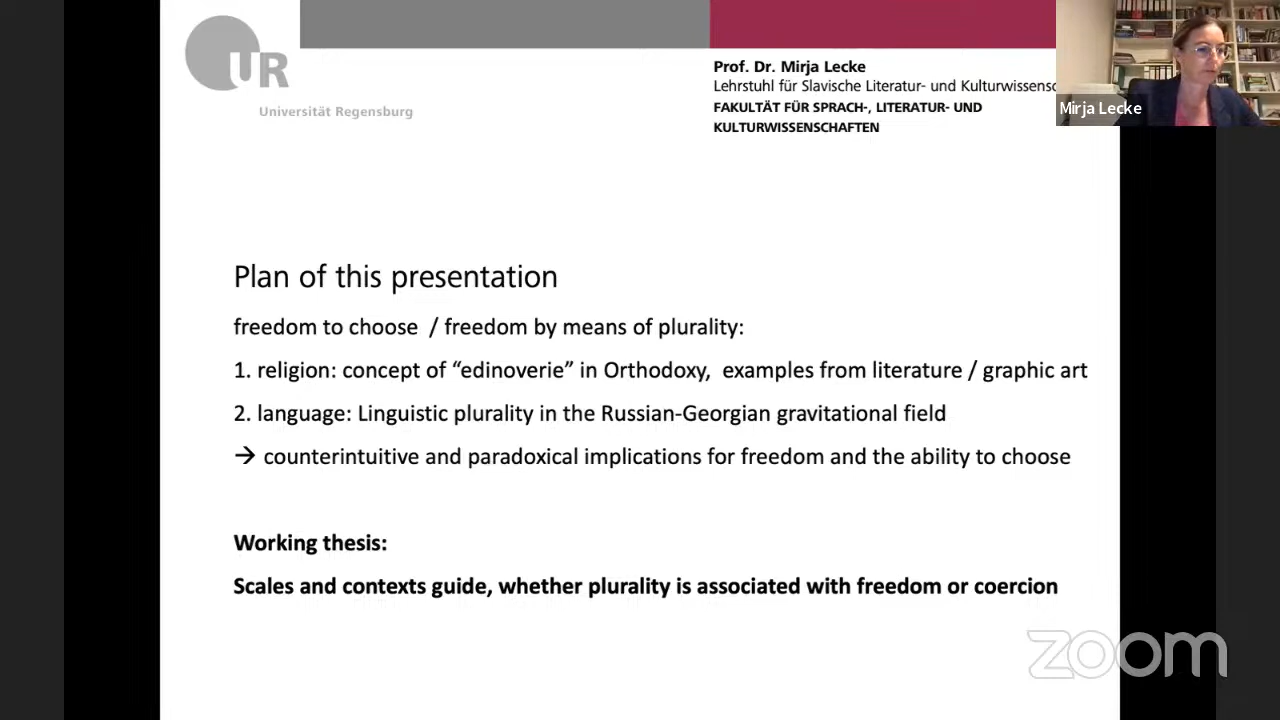 UR
Universität Regensburg
Prof. Dr. Mirja Lecke
Lehrstuhl für Slavische Literatur- und
FAKULTÄT FÜR SPRACH-, LITERATUR- UND
KULTURWISSENSCHAFTEN
Mirja Lecke
Plan of this presentation
freedom to choose / freedom by means of plurality:
1. religion: concept of “edinoverie” in Orthodoxy, examples from literature / graphic art
2. language: Linguistic plurality in the Russian-Georgian gravitational field
→ counterintuitive and paradoxical implications for freedom and the ability to choose
Working thesis:
Scales and contexts guide, whether plurality is associated with freedom or coercion
zoom